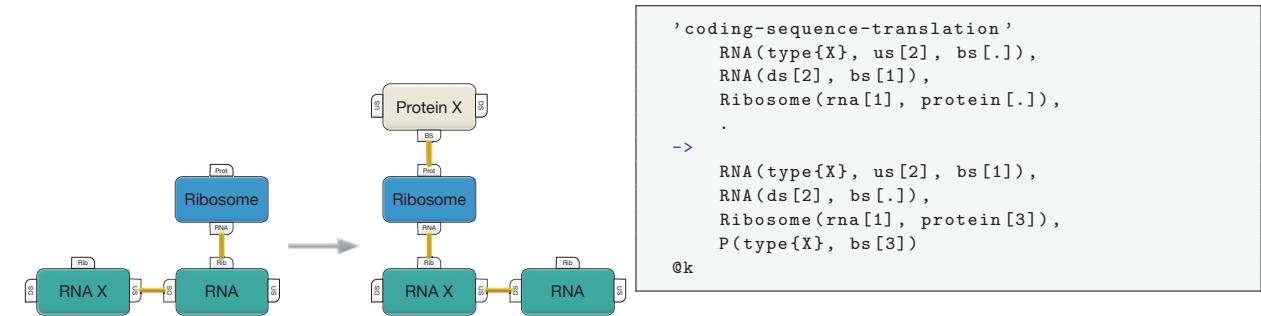 Prot
Ribosome
RNA
Rib
Rib
DS
RNA X
US
DS
RNA
US
US
Protein X
DS
BS
Prot
Ribosome
RNA
Rib
Rib
DS
RNA X
US
DS
RNA
US
’coding-sequence-translation’
RNA(type{X}, us[2], bs[.]),
RNA(ds[2], bs[1]),
Ribosome(rna[1], protein[.]),
.
->
RNA(type{X}, us[2], bs[1]),
RNA(ds[2], bs[.]),
Ribosome(rna[1], protein[3]),
P(type{X}, bs[3])
@k